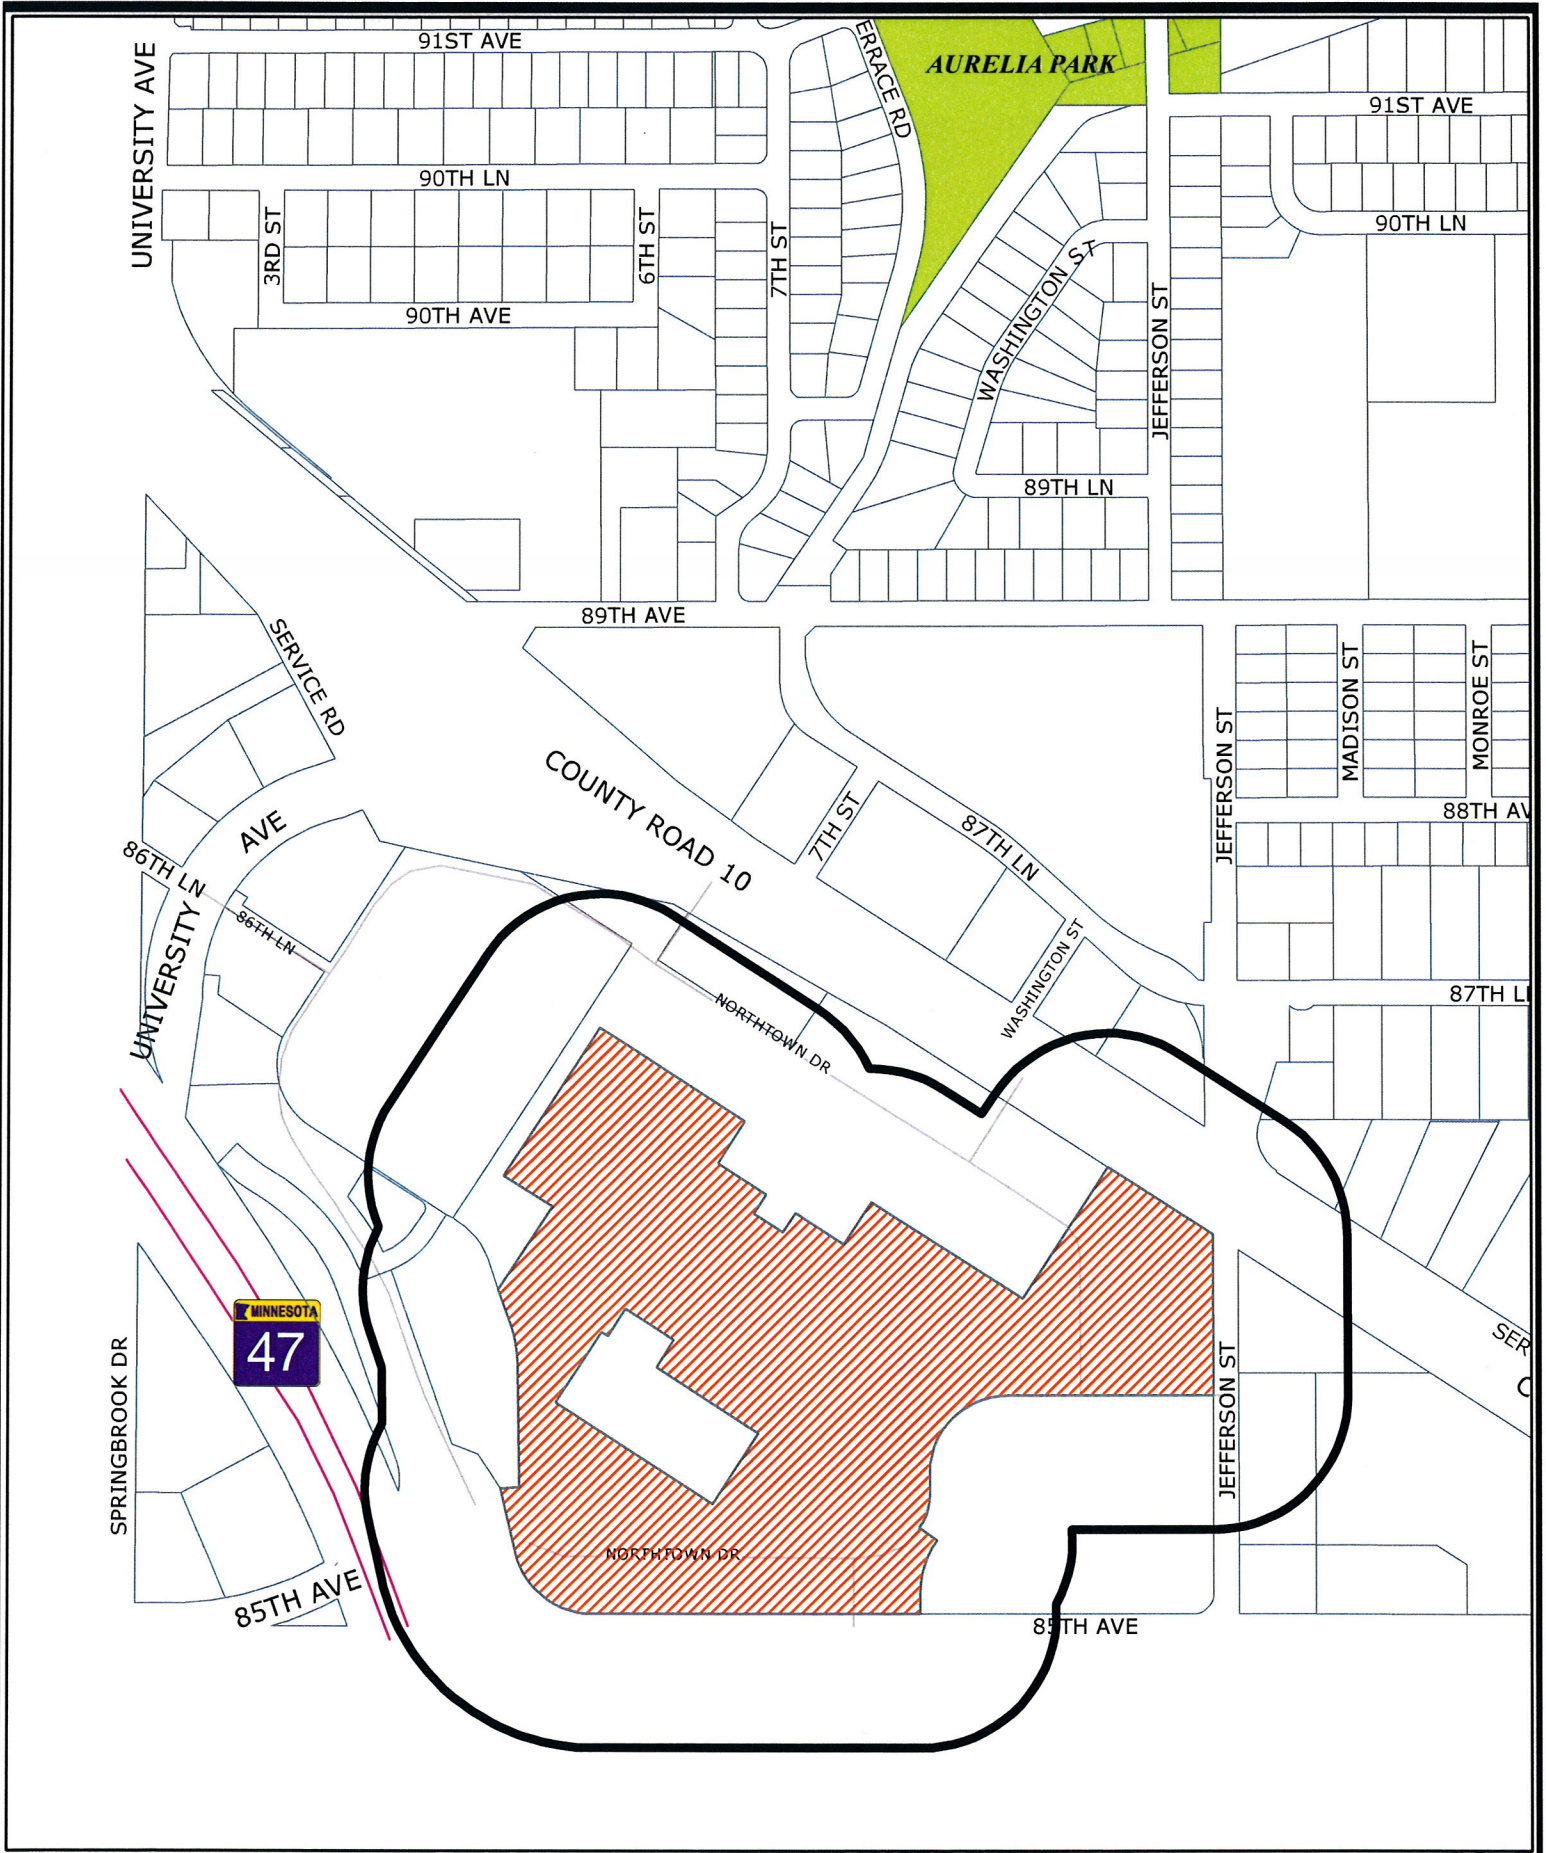 91ST AVE
UNIVERSITY AVE
ERRACE RD
AURELIA PARK
91ST AVE
90TH LN
3RD ST
6TH ST
7TH ST
90TH LN
WASHINGTON ST
JEFFERSON ST
90TH AVE
89TH LN
89TH AVE
SERVICE RD
MADISON ST
MONROE ST
JEFFERSON ST
COUNTY ROAD 10
7TH ST
87TH LN
88TH AV
AVE
86TH LN
86TH LN
UNIVERSITY
WASHINGTON ST
87TH L
NORTHTOWN DR
MINNESOTA
47
SPRINGBROOK DR
JEFFERSON ST
SER
C
NORTHTOWN DR
85TH AVE
85TH AVE